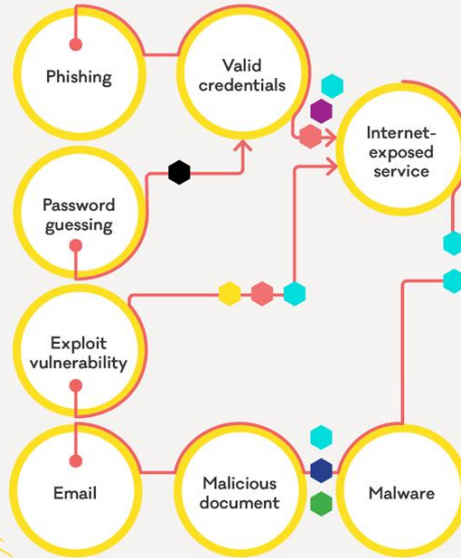 Phishing
Valid
credentials
Internet-
exposed
service
Password
guessing
Exploit
vulnerability
Email
Malicious
document
Malware